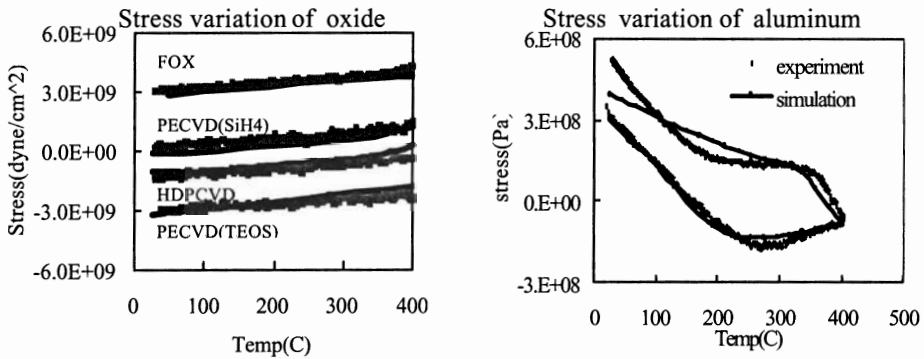 Stress variation of oxide
6.0E+09
3.0E+09
0.0E+00
-3.0E+09
-6.0E+09
Stress(dyne/cm^2)
FOX
PECVD(SiH4)
HDPCVD
PECVD(TEOS)
0 100 200 300 400
Temp(C)
Stress variation of aluminum
6.E+08
3.E+08
0.E+00
-3.E+08
stress(Pa)
experiment
simulation
0 100 200 300 400 500
Temp(C)